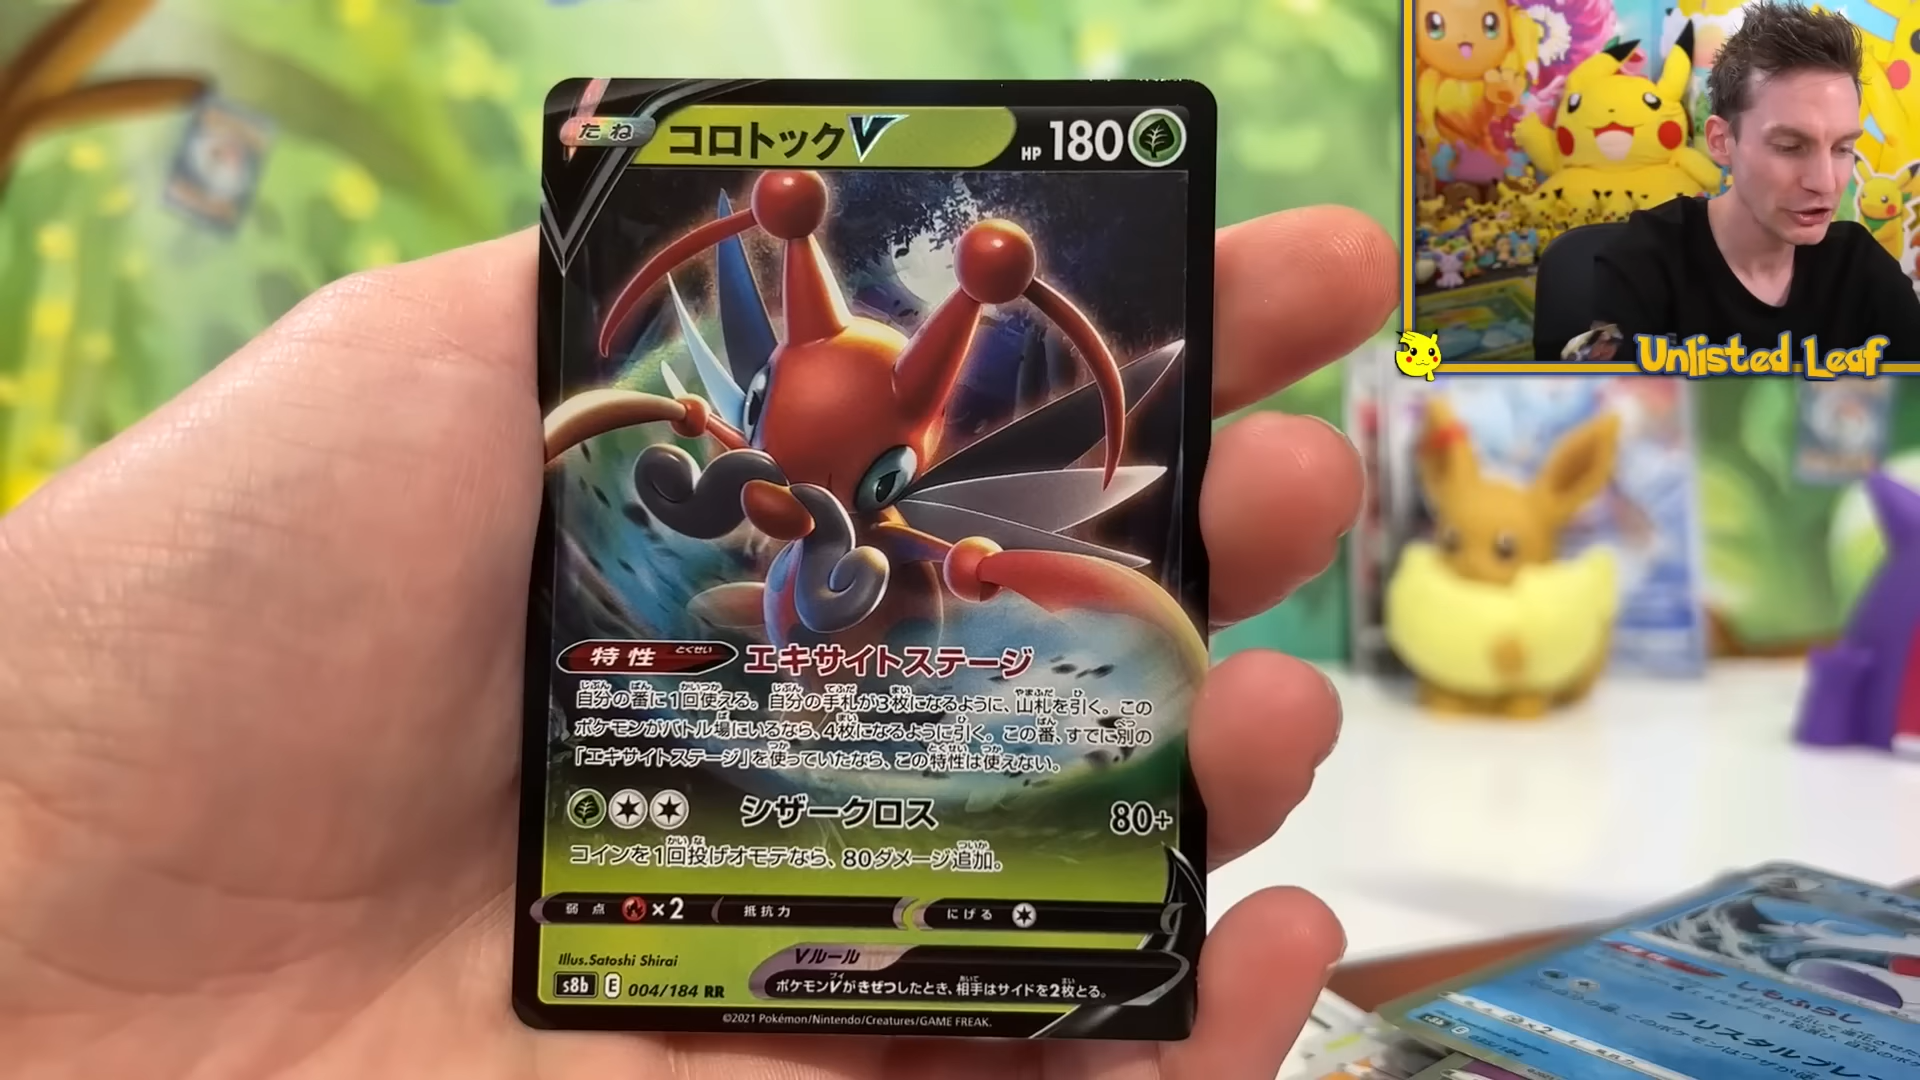 たね コロトックV HP 180
特性 とくせい エキサイトステージ
自分の番に1回使える。自分の手札が3枚になるように、山札を引く。この
ポケモンがバトル場にいるなら、4枚になるように引く。この番、すでに別の
「エキサイトステージ」を使っていたなら、この特性は使えない。
シザークロス 80+
コインを1回投げオモテなら、80ダメージ追加。
弱点 ×2 抵抗力 にげる
Illus.Satoshi Shirai
Vルール
s8b E 004/184 RR
ポケモンVがきぜつしたとき、相手はサイドを2枚とる。
©2021 Pokémon/Nintendo/Creatures/GAME FREAK.
Unlisted Leaf
しもふらし
クリスタルブレ